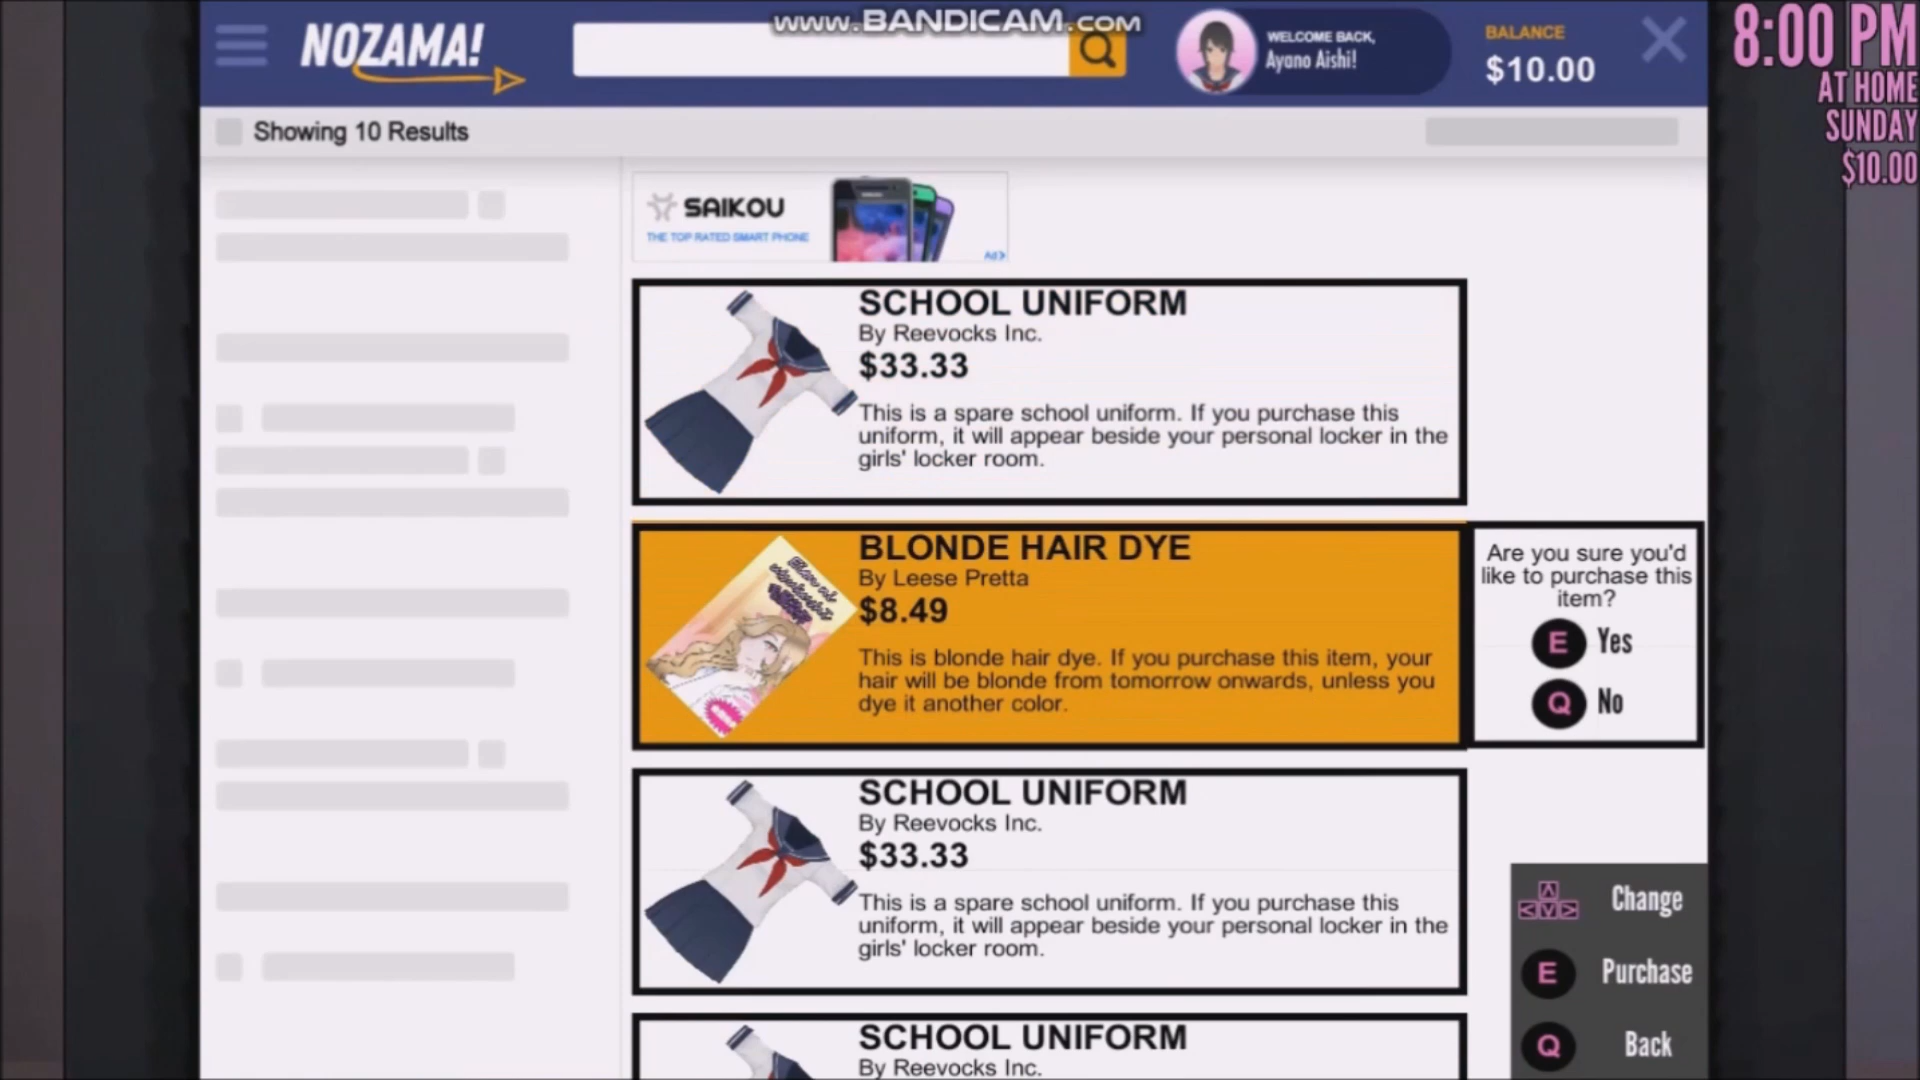 www.BANDICAM.com
NOZAMA!
WELCOME BACK,
Ayano Aishi!
BALANCE
$10.00
8:00 PM
AT HOME
SUNDAY
$10.00
Showing 10 Results
SAIKOU
THE TOP RATED SMART PHONE
Ad
SCHOOL UNIFORM
By Reevocks Inc.
$33.33
This is a spare school uniform. If you purchase this
uniform, it will appear beside your personal locker in the
girls' locker room.
BLONDE HAIR DYE
By Leese Pretta
$8.49
This is blonde hair dye. If you purchase this item, your
hair will be blonde from tomorrow onwards, unless you
dye it another color.
Are you sure you'd
like to purchase this
item?
E Yes
Q No
SCHOOL UNIFORM
By Reevocks Inc.
$33.33
This is a spare school uniform. If you purchase this
uniform, it will appear beside your personal locker in the
girls' locker room.
SCHOOL UNIFORM
By Reevocks Inc.
Change
E Purchase
Q Back